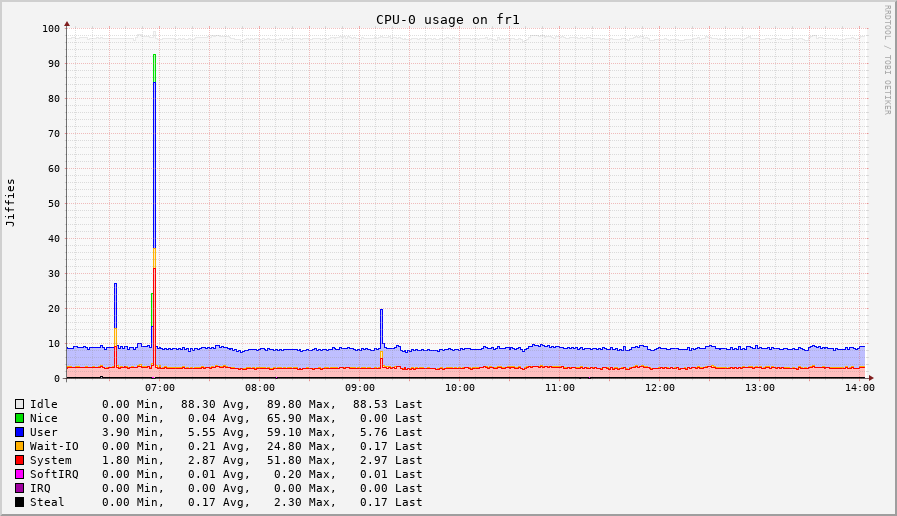 CPU-0 usage on fr1
RRDTOOL / TOBI OETIKER
Jiffies
100
90
80
70
60
50
40
30
20
10
0
07:00 08:00 09:00 10:00 11:00 12:00 13:00 14:00
Idle 0.00 Min, 88.30 Avg, 89.80 Max, 88.53 Last
Nice 0.00 Min, 0.04 Avg, 65.90 Max, 0.00 Last
User 3.90 Min, 5.55 Avg, 59.10 Max, 5.76 Last
Wait-IO 0.00 Min, 0.21 Avg, 24.80 Max, 0.17 Last
System 1.80 Min, 2.87 Avg, 51.80 Max, 2.97 Last
SoftIRQ 0.00 Min, 0.01 Avg, 0.20 Max, 0.01 Last
IRQ 0.00 Min, 0.00 Avg, 0.00 Max, 0.00 Last
Steal 0.00 Min, 0.17 Avg, 2.30 Max, 0.17 Last